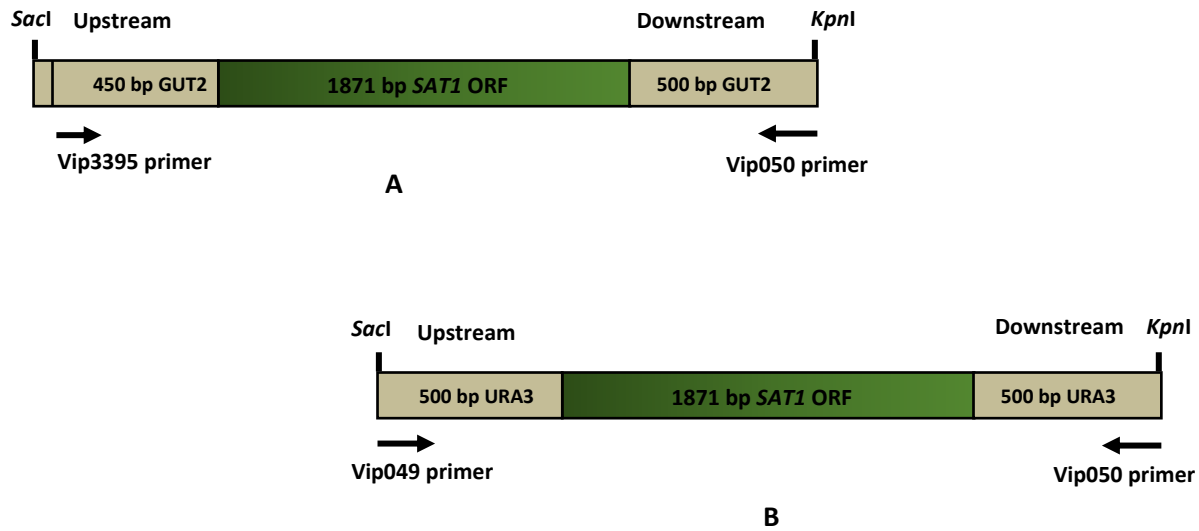 SacI Upstream Downstream KpnI
450 bp GUT2 1871 bp SAT1 ORF 500 bp GUT2
Vip3395 primer Vip050 primer
A
SacI Upstream Downstream KpnI
500 bp URA3 1871 bp SAT1 ORF 500 bp URA3
Vip049 primer Vip050 primer
B